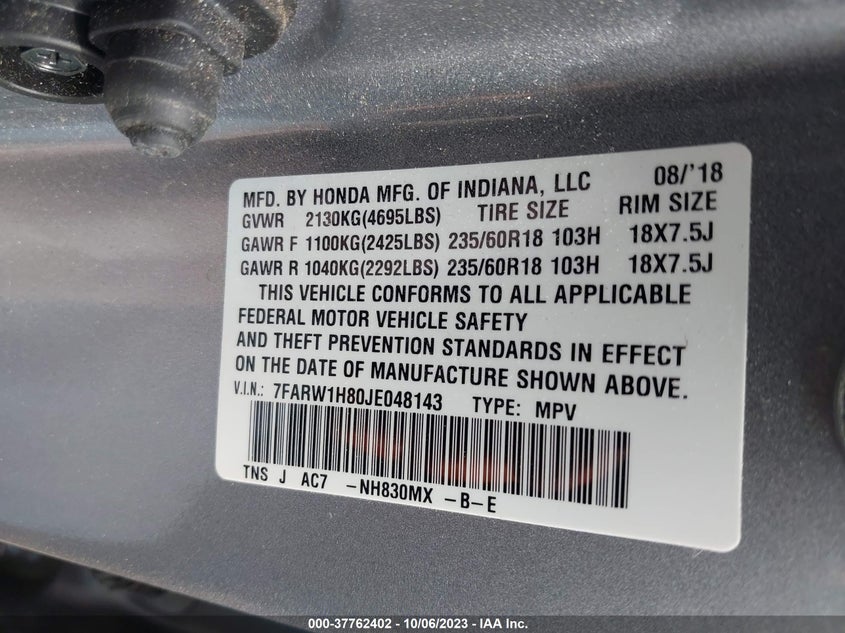 MFD. BY HONDA MFG. OF INDIANA, LLC 08/'18
GVWR 2130KG(4695LBS) TIRE SIZE RIM SIZE
GAWR F 1100KG(2425LBS) 235/60R18 103H 18X7.5J
GAWR R 1040KG(2292LBS) 235/60R18 103H 18X7.5J
THIS VEHICLE CONFORMS TO ALL APPLICABLE
FEDERAL MOTOR VEHICLE SAFETY
AND THEFT PREVENTION STANDARDS IN EFFECT
ON THE DATE OF MANUFACTURE SHOWN ABOVE.
V.I.N.: 7FARW1H80JE048143 TYPE: MPV
TNS J AC7 -NH830MX -B-E
000-37762402 - 10/06/2023 - IAA Inc.